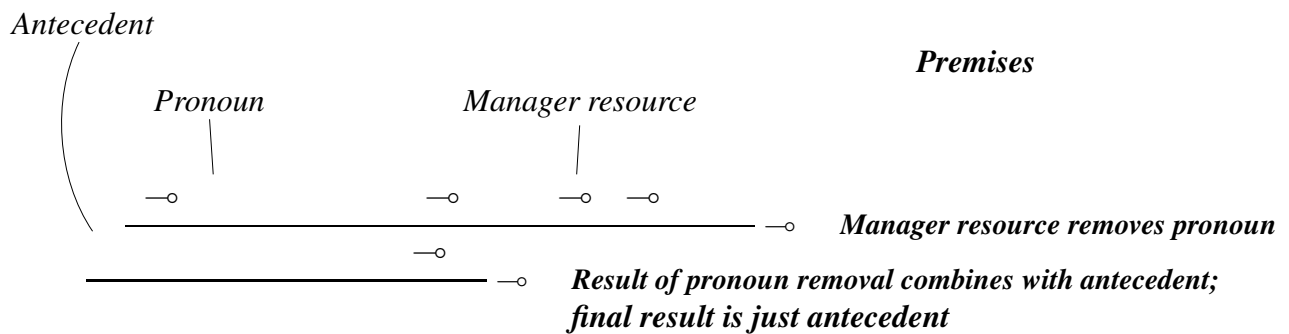 Antecedent
Premises
Pronoun
Manager resource
Manager resource removes pronoun
Result of pronoun removal combines with antecedent;
final result is just antecedent